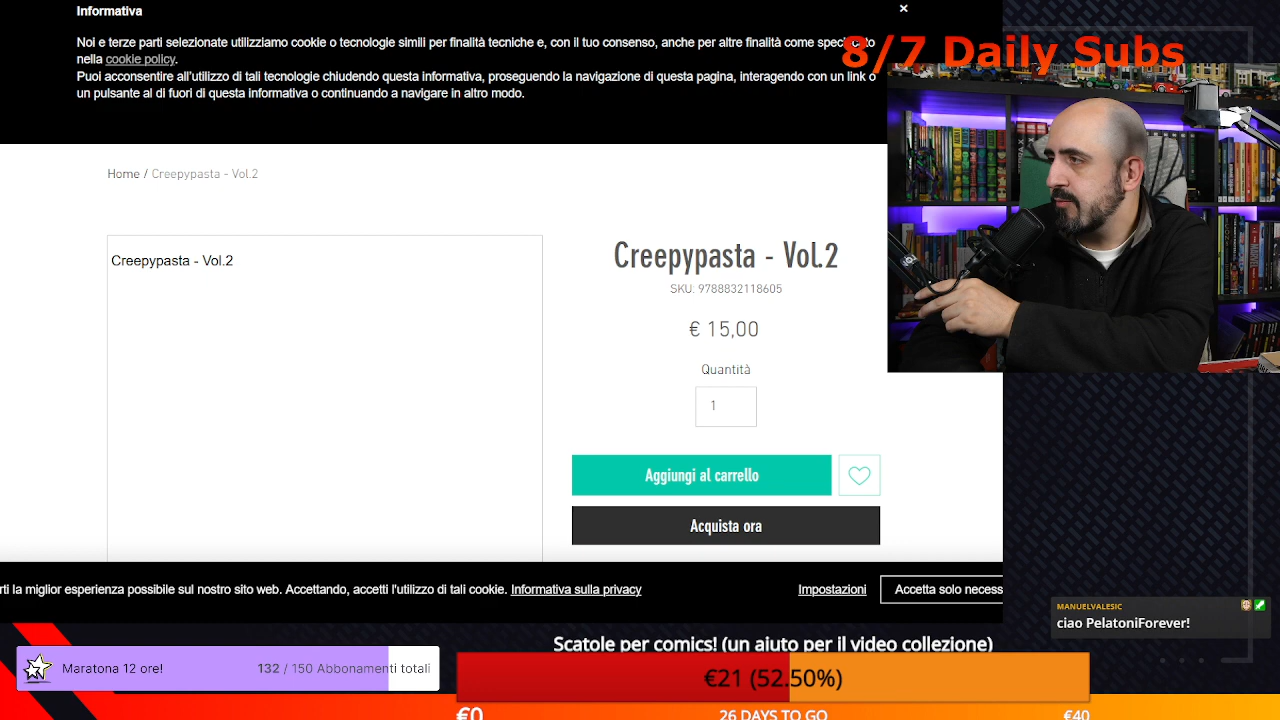 Informativa
×
Noi e terze parti selezionate utilizziamo cookie o tecnologie simili per finalità tecniche e, con il tuo consenso, anche per altre finalità come
nella cookie policy.
Puoi acconsentire all'utilizzo di tali tecnologie chiudendo questa informativa, proseguendo la navigazione di questa pagina, interagendo con un link o
un pulsante al di fuori di questa informativa o continuando a navigare in altro modo.
8/7 Daily Subs
Home / Creepypasta - Vol.2
Creepypasta - Vol.2
Creepypasta - Vol.2
SKU: 9788832118605
€ 15,00
Quantità
1
Aggiungi al carrello
Acquista ora
rti la miglior esperienza possibile sul nostro sito web. Accettando, accetti l'utilizzo di tali cookie. Informativa sulla privacy
Impostazioni
Accetta solo necess
MANUELVALESIC
ciao PelatoniForever!
Scatole per comics! (un aiuto per il video collezione)
Maratona 12 ore!
132 / 150 Abbonamenti totali
€21 (52.50%)
€0
26 DAYS TO GO
€40